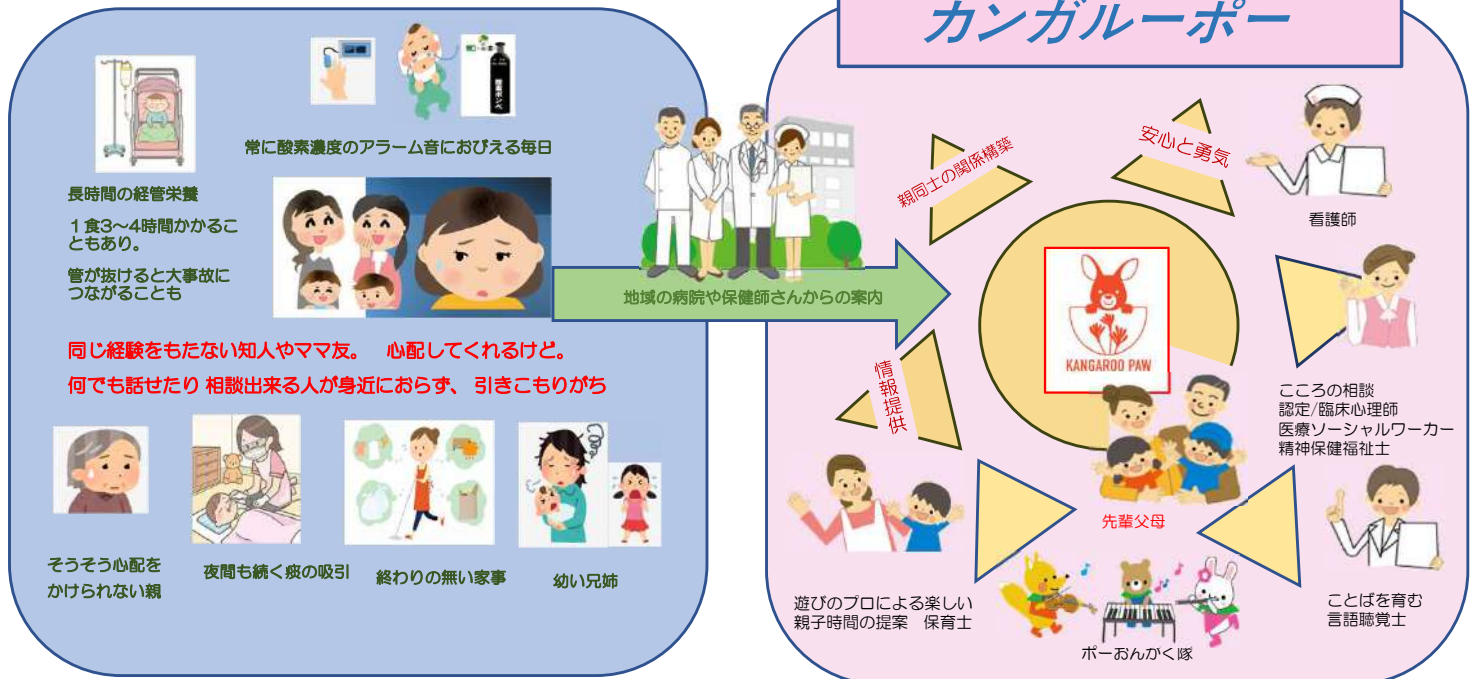 カンガルーポー
酸素ボンベ
常に酸素濃度のアラーム音におびえる毎日
長時間の経管栄養
1食3~4時間かかるこ
ともあり。
管が抜けると大事故に
つながることも
同じ経験をもたない知人やママ友。 心配してくれるけど。
何でも話せたり 相談出来る人が身近におらず、 引きこもりがち
そうそう心配を
かけられない親
夜間も続く痰の吸引
終わりの無い家事
幼い兄姉
地域の病院や保健師さんからの案内
親同士の関係構築
安心と勇気
情報提供
看護師
KANGAROO PAW
こころの相談
認定/臨床心理師
医療ソーシャルワーカー
精神保健福祉士
先輩父母
遊びのプロによる楽しい
親子時間の提案 保育士
ポーおんがく隊
ことばを育む
言語聴覚士